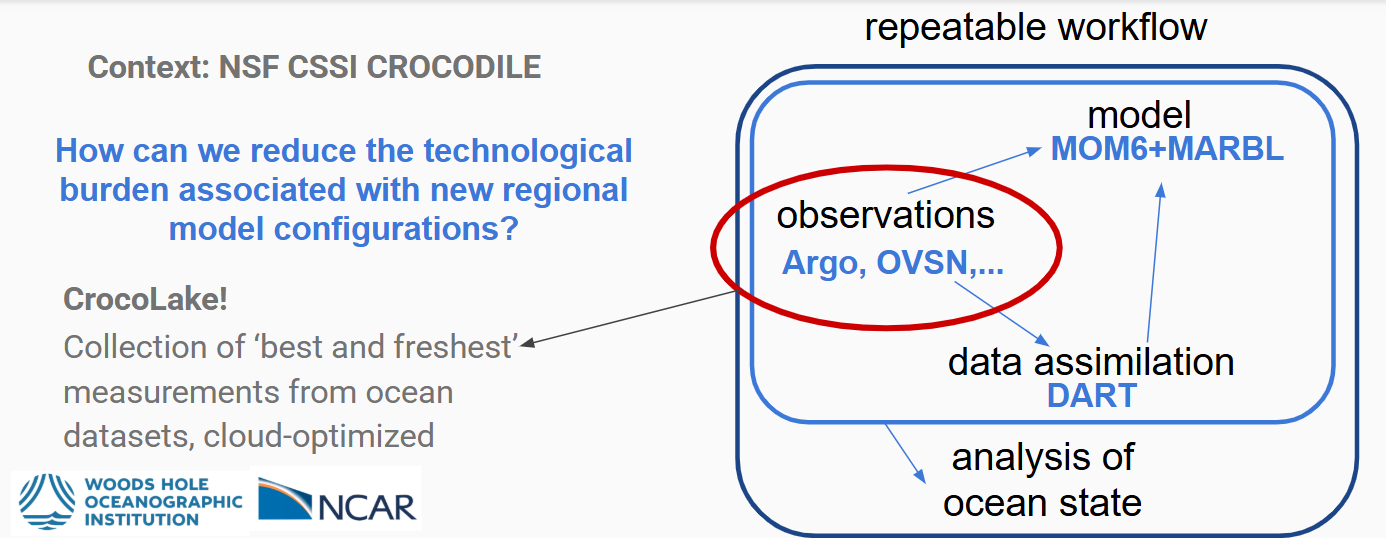 Context: NSF CSSI CROCODILE
How can we reduce the technological
burden associated with new regional
model configurations?
CrocoLake!
Collection of ‘best and freshest’
measurements from ocean
datasets, cloud-optimized
WOODS HOLE
OCEANOGRAPHIC
INSTITUTION
NCAR
repeatable workflow
model
MOM6+MARBL
observations
Argo, OVSN,...
data assimilation
DART
analysis of
ocean state